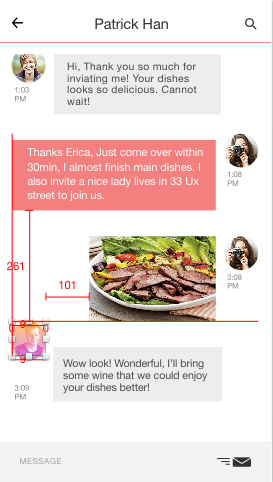 Patrick Han
Hi, Thank you so much for
inviating me! Your dishes
looks so delicious. Cannot
wait!
1:03
PM
Thanks Erica, Just come over within
30min, I almost finish main dishes. I
also invite a nice lady lives in 33 Ux
street to join us.
1:08
PM
261
101
3:08
PM
9
0
0
9
Wow look! Wonderful, I'll bring
some wine that we could enjoy
your dishes better!
3:09
PM
MESSAGE